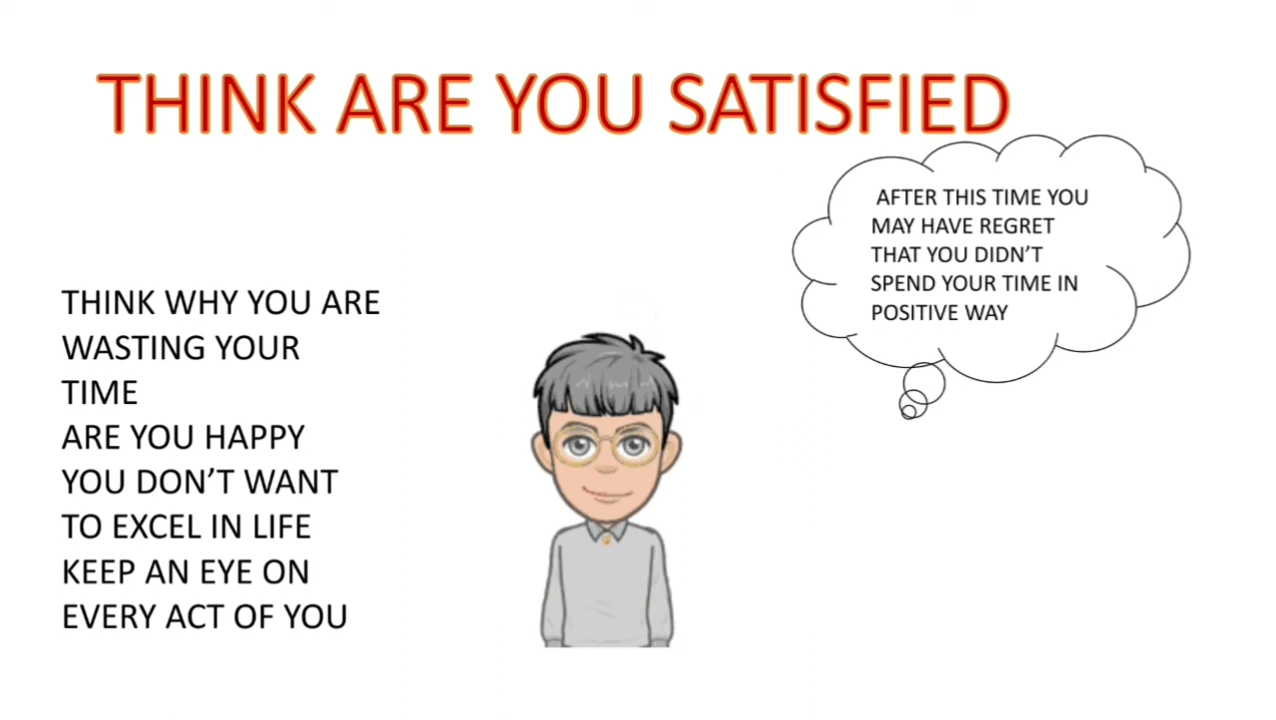 THINK ARE YOU SATISFIED
AFTER THIS TIME YOU
MAY HAVE REGRET
THAT YOU DIDN’T
SPEND YOUR TIME IN
POSITIVE WAY
THINK WHY YOU ARE
WASTING YOUR
TIME
ARE YOU HAPPY
YOU DON’T WANT
TO EXCEL IN LIFE
KEEP AN EYE ON
EVERY ACT OF YOU